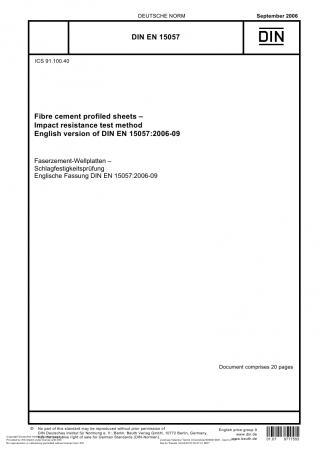 DEUTSCHE NORM
September 2006
DIN EN 15057
DIN
ICS 91.100.40
Fibre cement profiled sheets –
Impact resistance test method
English version of DIN EN 15057:2006-09
Faserzement-Wellplatten –
Schlagfestigkeitsprüfung
Englische Fassung DIN EN 15057:2006-09
Document comprises 20 pages
© No part of this standard may be reproduced without prior permission of
DIN Deutsches Institut für Normung e. V., Berlin. Beuth Verlag GmbH, 10772 Berlin, Germany,
has the exclusive right of sale for German Standards (DIN-Normen).
English price group 9
www.din.de
www.beuth.de